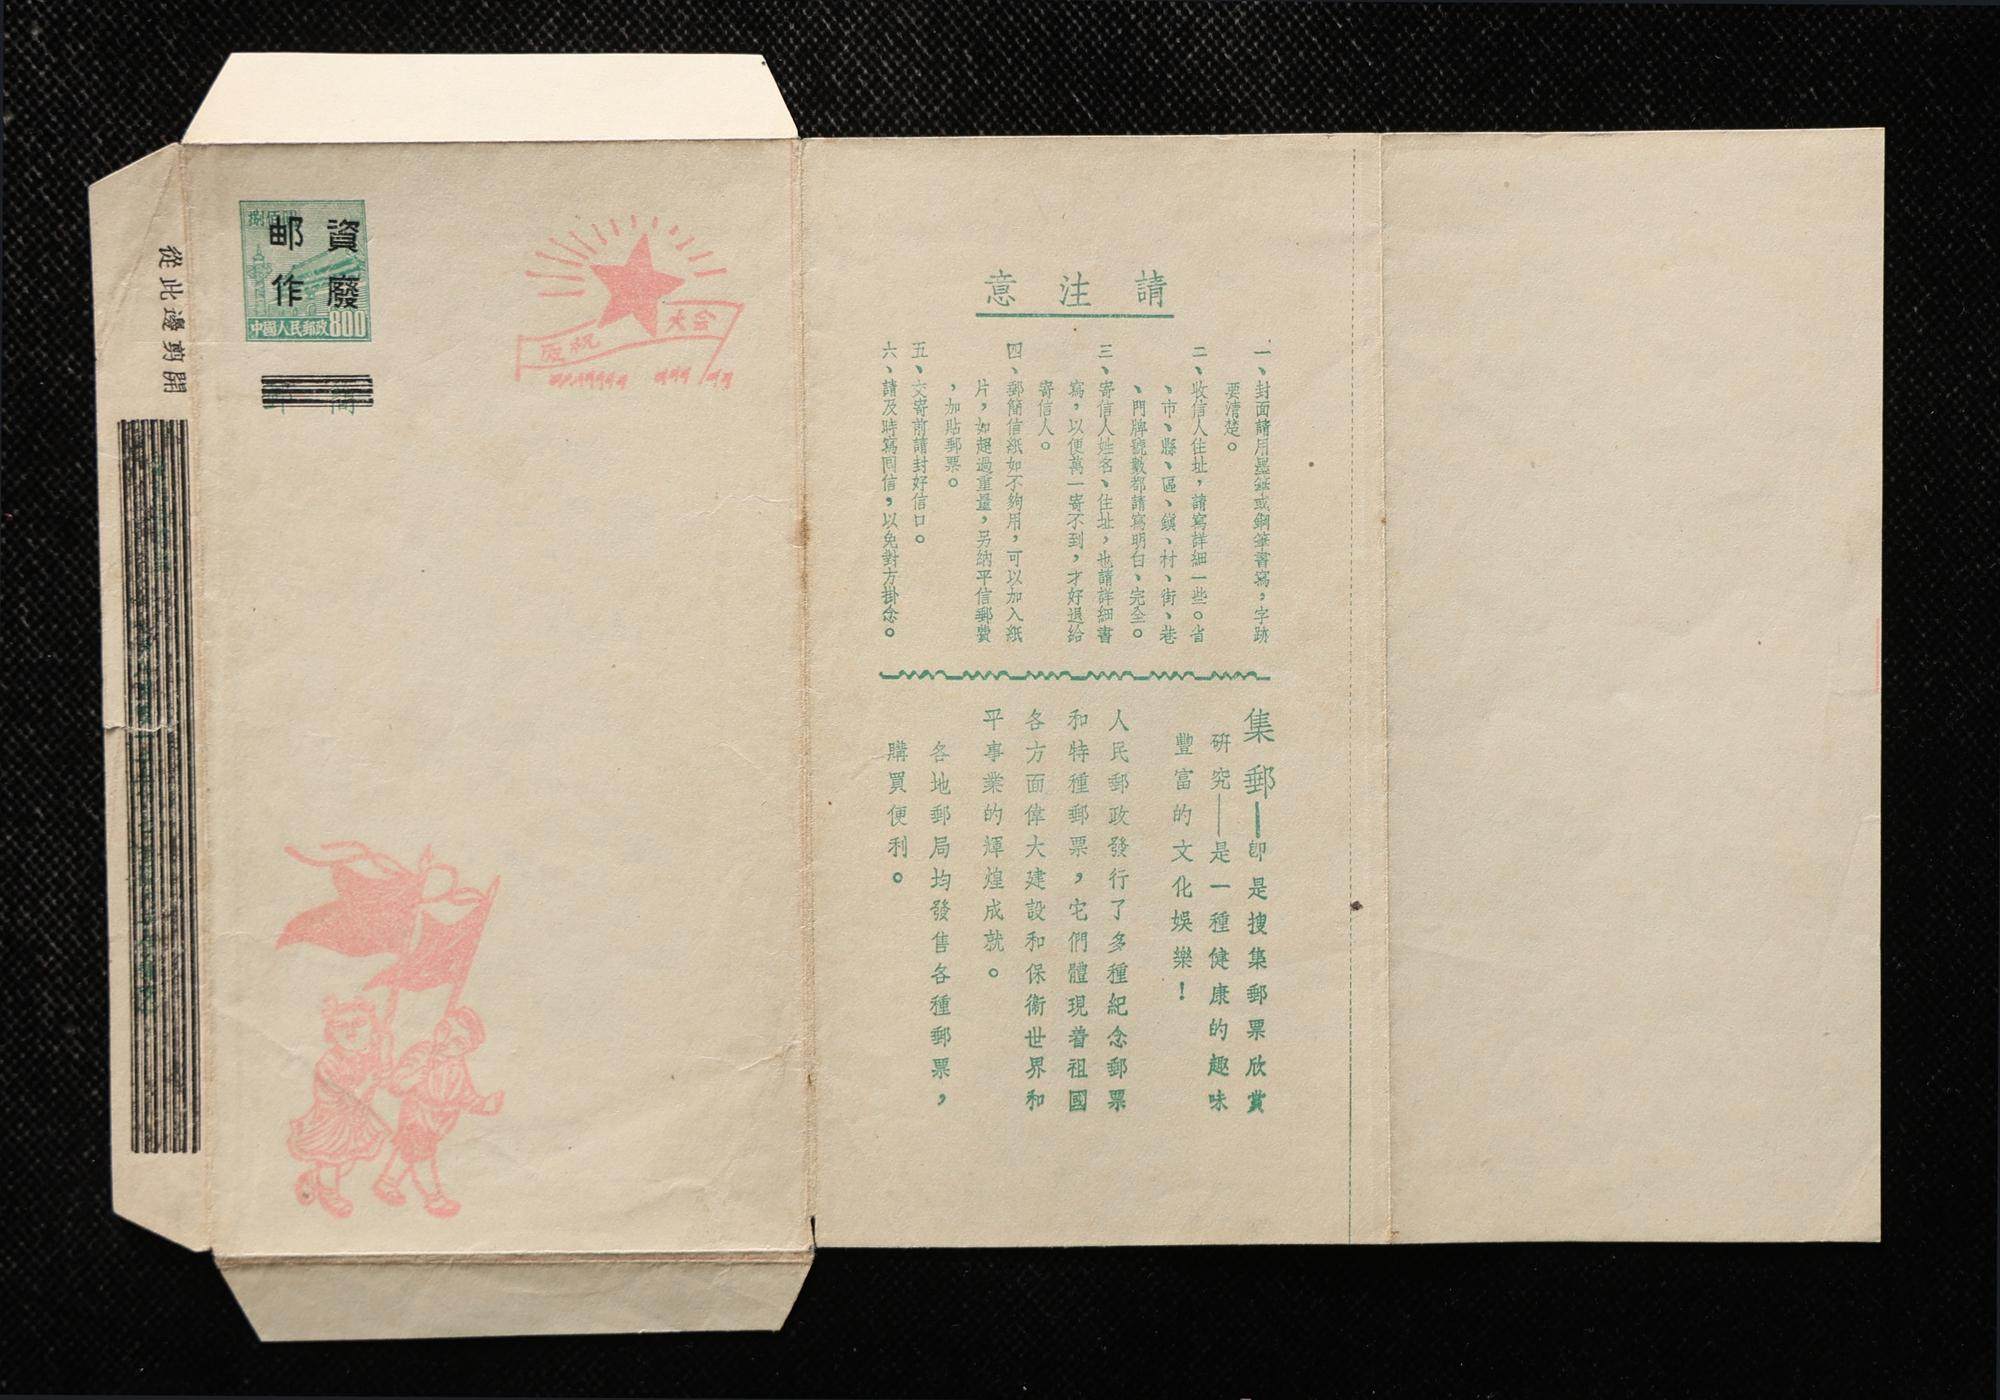 捌佰圓
中國人民郵政800
郵資
作廢
郵簡
從此邊剪開
慶祝
大会
請注意
一、封面請用墨筆或鋼筆書寫，字跡
要清楚。
二、收信人住址，請寫詳細一些。省
、市、縣、區、鎮、村、街、巷
、門牌號數都請寫明白、完全。
三、寄信人姓名、住址，也請詳細書
寫，以便萬一寄不到，才好退給
寄信人。
四、郵簡信紙如不夠用，可以加入紙
片，如超過重量，另納平信郵費
，加貼郵票。
五、交寄前請封好信口。
六、請及時寫回信，以免對方掛念。
集郵——卽是搜集郵票欣賞
研究——是一種健康的趣味
豐富的文化娛樂！
人民郵政發行了多種紀念郵票
和特種郵票，它們體現着祖國
各方面偉大建設和保衞世界和
平事業的輝煌成就。
各地郵局均發售各種郵票，
購買便利。